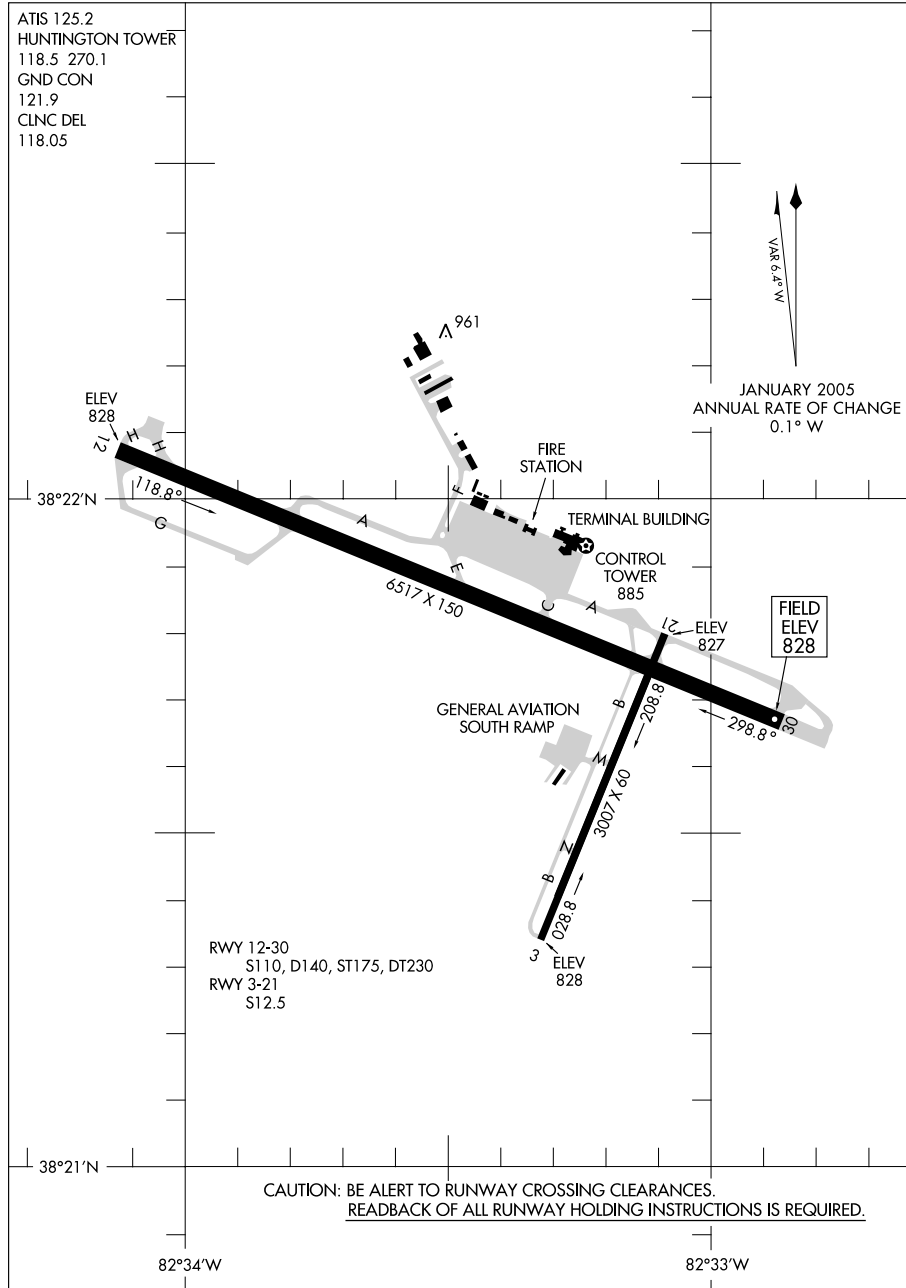 ATIS 125.2
HUNTINGTON TOWER
118.5 270.1
GND CON
121.9
CLNC DEL
118.05
VAR 6.4° W
JANUARY 2005
ANNUAL RATE OF CHANGE
0.1° W
961
ELEV
828
12
H
H
118.8°
G
A
F
FIRE
STATION
38°22'N
TERMINAL BUILDING
CONTROL
TOWER
885
E
6517 X 150
C
A
21
ELEV
827
FIELD
ELEV
828
30
298.8°
GENERAL AVIATION
SOUTH RAMP
B
208.8
M
3007 X 60
N
B
028.8
3
ELEV
828
RWY 12-30
S110, D140, ST175, DT230
RWY 3-21
S12.5
38°21'N
CAUTION: BE ALERT TO RUNWAY CROSSING CLEARANCES.
READBACK OF ALL RUNWAY HOLDING INSTRUCTIONS IS REQUIRED.
82°34'W
82°33'W